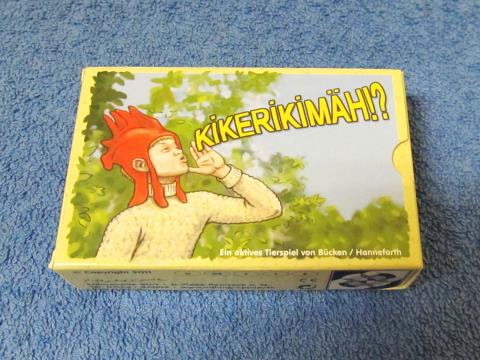 KIKERIKIMÄH!?
Ein aktives Tierspiel von Bücken / Hanneforth
© Copyright 2011